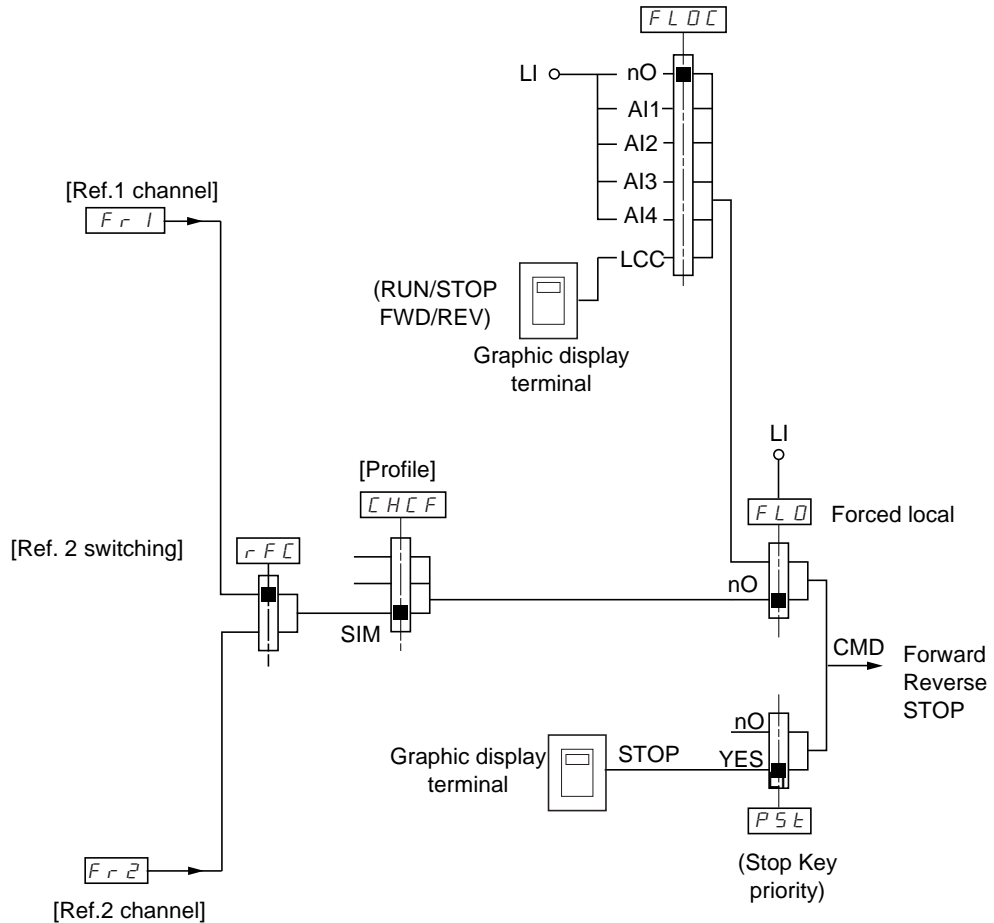 FLOC
LI
nO
AI1
AI2
AI3
AI4
LCC
[Ref.1 channel]
Fr1
(RUN/STOP
FWD/REV)
Graphic display
terminal
LI
[Profile]
CHCF
FLO
Forced local
[Ref. 2 switching]
rFC
nO
SIM
CMD
Forward
Reverse
STOP
nO
Graphic display
terminal
STOP
YES
LI
PSt
(Stop Key
priority)
Fr2
[Ref.2 channel]